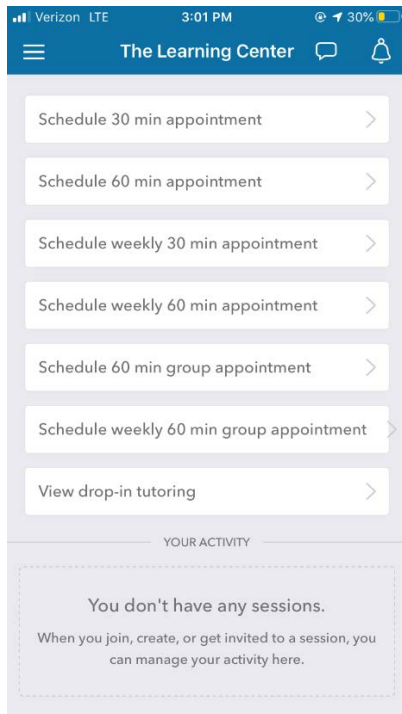 Verizon LTE 3:01 PM 30%
The Learning Center
Schedule 30 min appointment
Schedule 60 min appointment
Schedule weekly 30 min appointment
Schedule weekly 60 min appointment
Schedule 60 min group appointment
Schedule weekly 60 min group appointment
View drop-in tutoring
YOUR ACTIVITY
You don't have any sessions.
When you join, create, or get invited to a session, you
can manage your activity here.